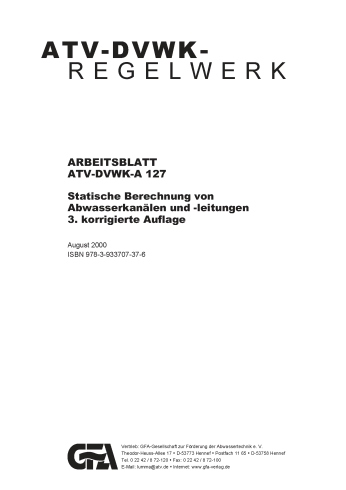 ATV-DVWK-
REGELWERK
ARBEITSBLATT
ATV-DVWK-A 127
Statische Berechnung von
Abwasserkanälen und -leitungen
3. korrigierte Auflage
August 2000
ISBN 978-3-933707-37-6
GFA
Vertrieb: GFA-Gesellschaft zur Förderung der Abwassertechnik e. V.
Theodor-Heuss-Allee 17 • D-53773 Hennef • Postfach 11 65 • D-53758 Hennef
Tel. 0 22 42 / 8 72-120 • Fax: 0 22 42 / 8 72-100
E-Mail: lumma@atv.de • Internet: www.gfa-verlag.de